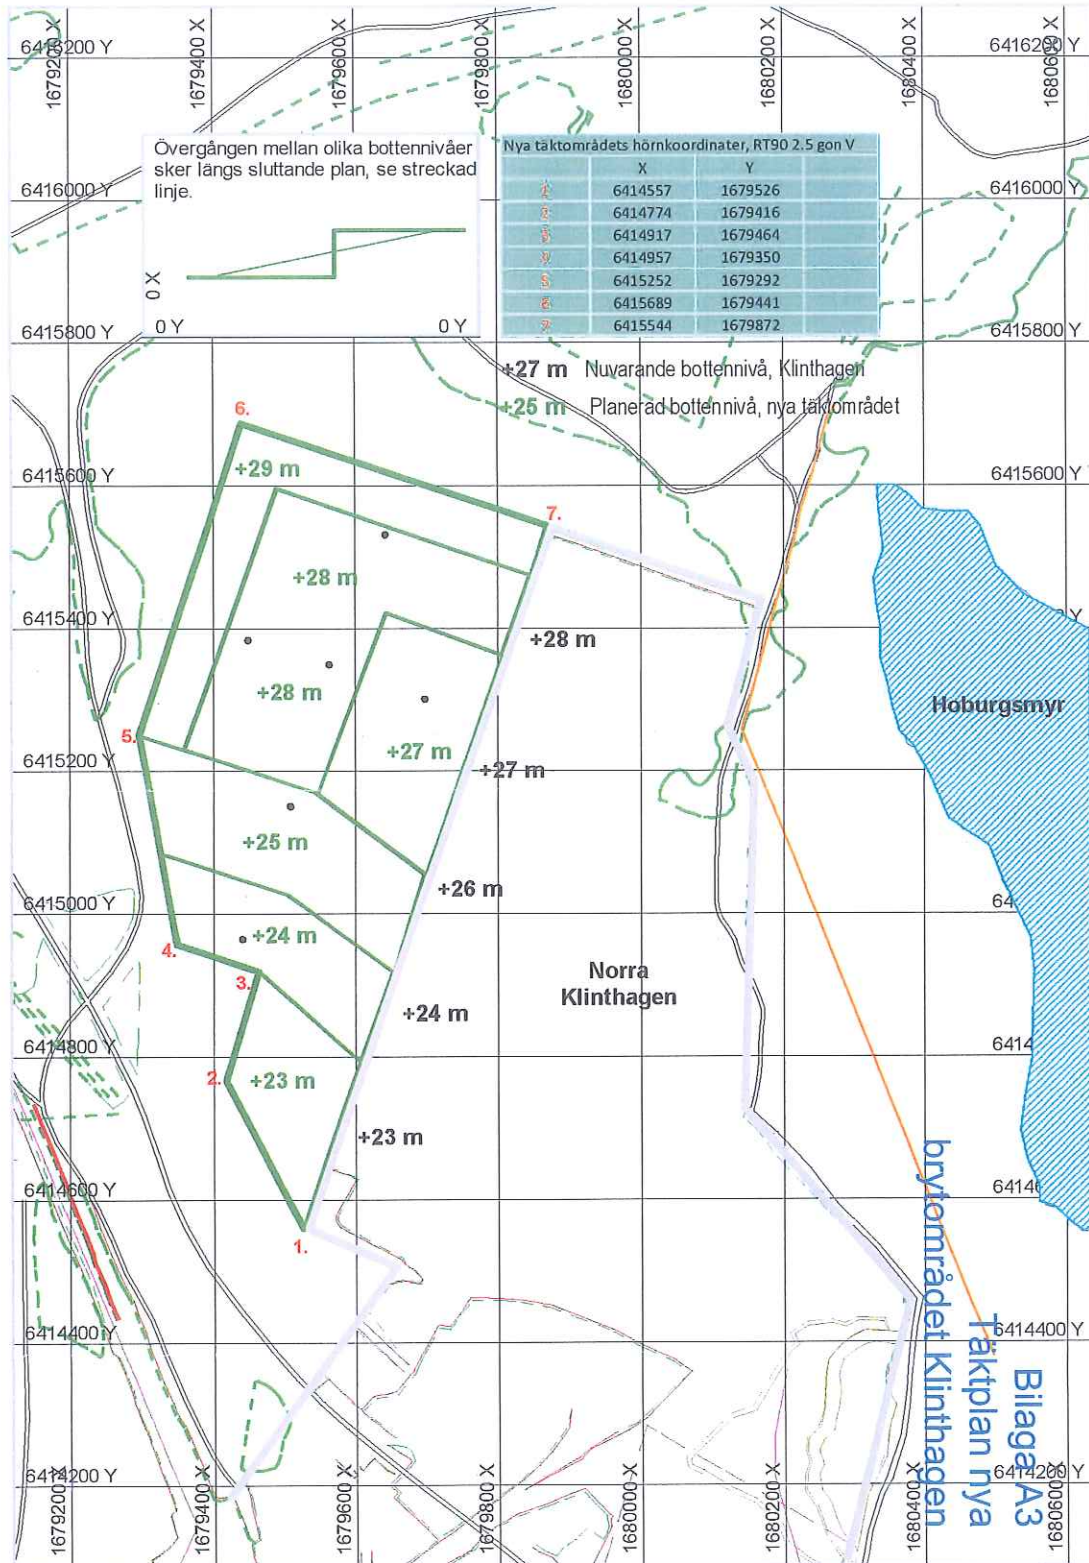 1679200 X
1679400 X
1679600 X
1679800 X
1680000 X
1680200 X
1680400 X
1680600 X
6416200 Y
6416200 Y
Övergången mellan olika bottennivåer
sker längs sluttande plan, se streckad
linje.
0 X
0 Y
0 Y
Nya täktområdets hörnkoordinater, RT90 2.5 gon V
X Y
1 6414557 1679526
2 6414774 1679416
3 6414917 1679464
4 6414957 1679350
5 6415252 1679292
6 6415689 1679441
7 6415544 1679872
6416000 Y
6416000 Y
6415800 Y
6415800 Y
+27 m Nuvarande bottennivå, Klinthagen
+25 m Planerad bottennivå, nya täktområdet
6.
+29 m
6415600 Y
6415600 Y
7.
+28 m
6415400 Y
+28 m
+28 m
Hoburgsmyr
5.
+27 m
+27 m
6415200 Y
+25 m
+26 m
6415000 Y
+24 m
4.
3.
Norra
Klinthagen
+24 m
6414800 Y
2.
+23 m
+23 m
6414600 Y
1.
6414400 Y
6414400 Y
6414200 Y
6414200 Y
Bilaga A3
Täktplan nya
brytområdet Klinthagen
1679200 X
1679400 X
1679600 X
1679800 X
1680000 X
1680200 X
1680400 X
1680600 X